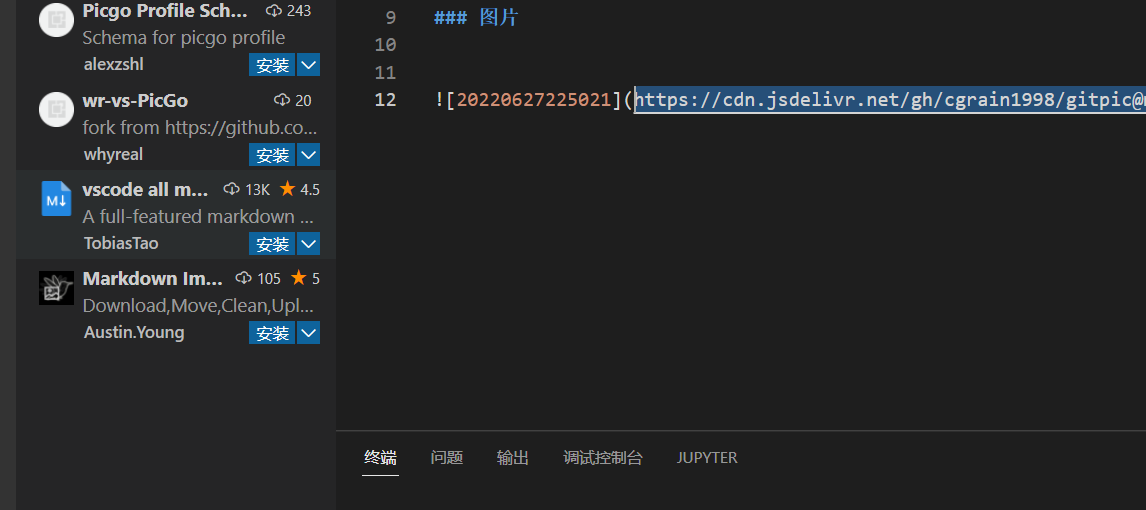 Picgo Profile Sch... 243
Schema for picgo profile
alexzshl 安装
wr-vs-PicGo 20
fork from https://github.co...
whyreal 安装
vscode all m... 13K 4.5
A full-featured markdown ...
TobiasTao 安装
Markdown Im... 105 5
Download,Move,Clean,Upl...
Austin.Young 安装
9 ### 图片
10
11
12 ![20220627225021](https://cdn.jsdelivr.net/gh/cgrain1998/gitpic@
终端 问题 输出 调试控制台 JUPYTER